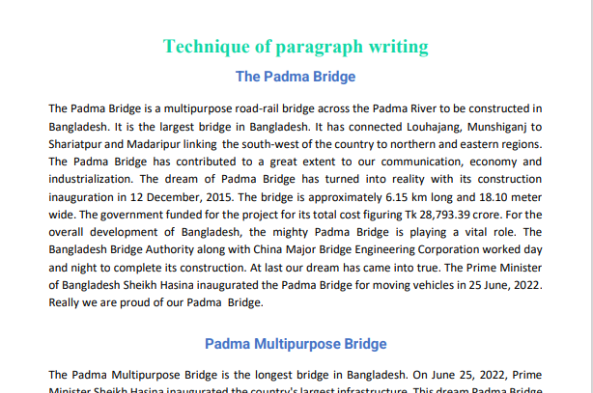 Technique of paragraph writing
The Padma Bridge
The Padma Bridge is a multipurpose road-rail bridge across the Padma River to be constructed in
Bangladesh. It is the largest bridge in Bangladesh. It has connected Louhajang, Munshiganj to
Shariatpur and Madaripur linking the south-west of the country to northern and eastern regions.
The Padma Bridge has contributed to a great extent to our communication, economy and
industrialization. The dream of Padma Bridge has turned into reality with its construction
inauguration in 12 December, 2015. The bridge is approximately 6.15 km long and 18.10 meter
wide. The government funded for the project for its total cost figuring Tk 28,793.39 crore. For the
overall development of Bangladesh, the mighty Padma Bridge is playing a vital role. The
Bangladesh Bridge Authority along with China Major Bridge Engineering Corporation worked day
and night to complete its construction. At last our dream has came into true. The Prime Minister
of Bangladesh Sheikh Hasina inaugurated the Padma Bridge for moving vehicles in 25 June, 2022.
Really we are proud of our Padma Bridge.
Padma Multipurpose Bridge
The Padma Multipurpose Bridge is the longest bridge in Bangladesh. On June 25, 2022, Prime
Minister Sheikh Hasina inaugurated the country's largest infrastructure. This dream Padma Bridge